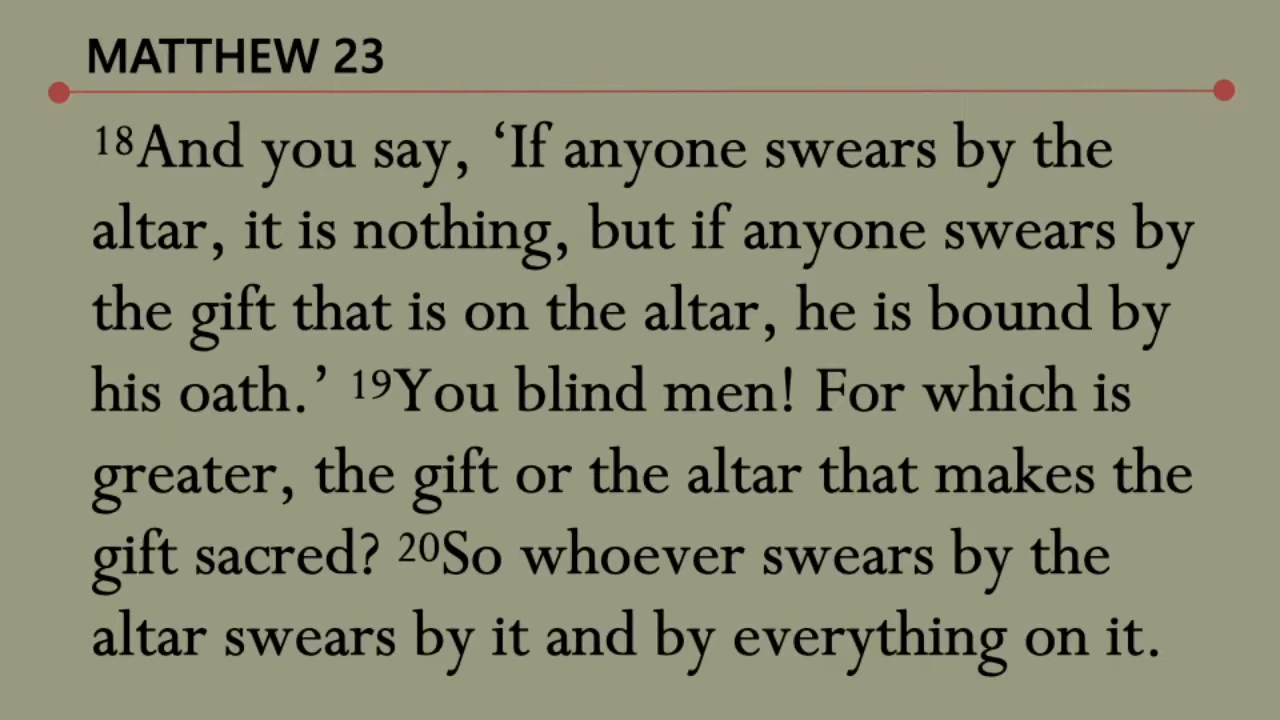 MATTHEW 23
18And you say, ‘If anyone swears by the
altar, it is nothing, but if anyone swears by
the gift that is on the altar, he is bound by
his oath.’ 19You blind men! For which is
greater, the gift or the altar that makes the
gift sacred? 20So whoever swears by the
altar swears by it and by everything on it.